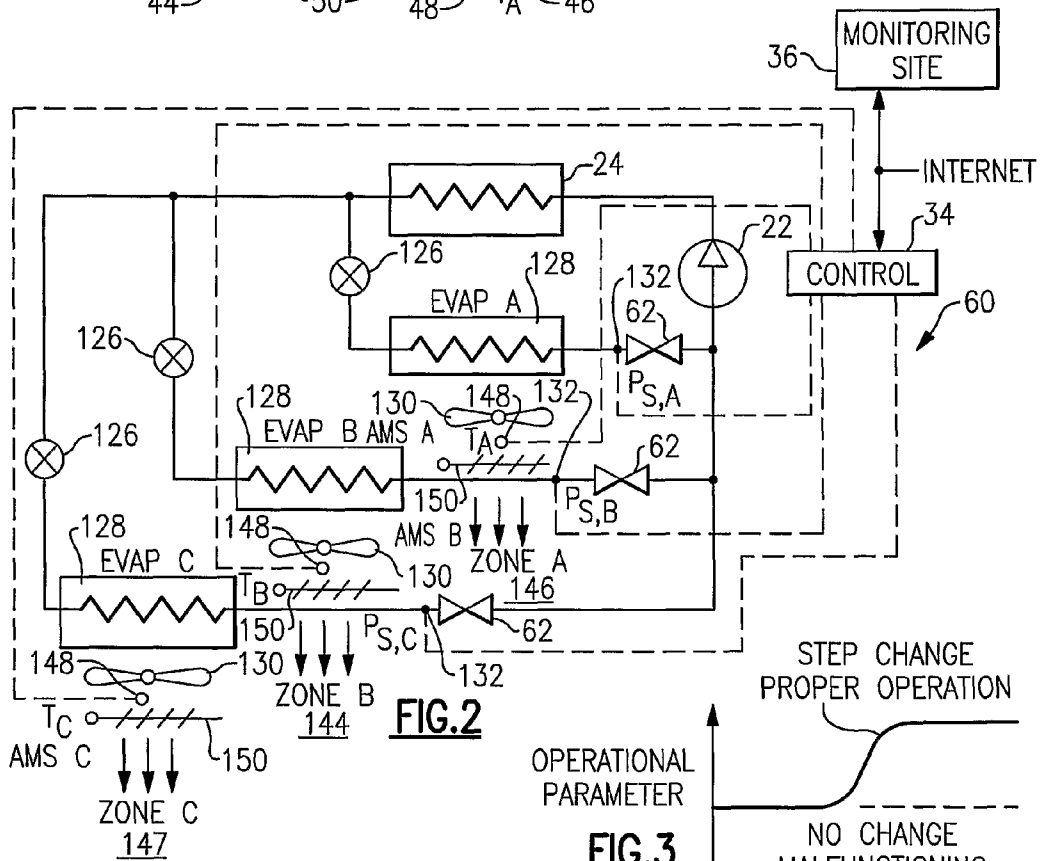 44
50
48
A
46
MONITORING
SITE
36
INTERNET
24
34
22
CONTROL
126
128
132
EVAP A
62
60
126
P S,A
130
148
132
128
EVAP B
AMS A
T A
62
126
150
P S,B
148
AMS B
ZONE A
146
128
EVAP C
130
T B
150
P S,C
62
132
148
130
ZONE B
144
FIG.2
T C
AMS C
150
ZONE C
147
STEP CHANGE
PROPER OPERATION
OPERATIONAL
PARAMETER
NO CHANGE
MALFUNCTIONING
FIG.3